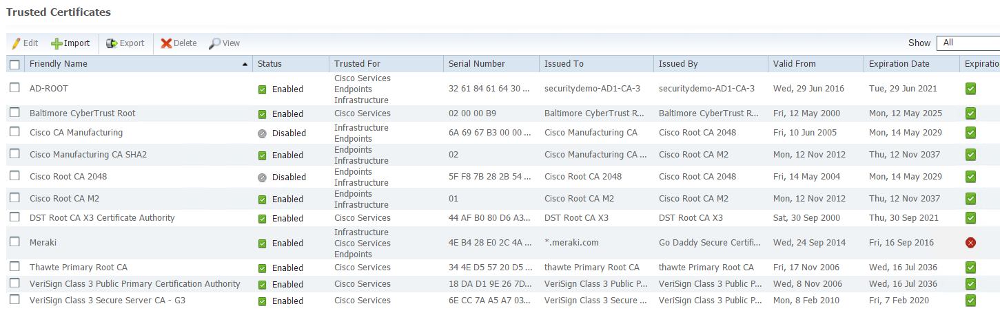 Trusted Certificates
Edit Import Export Delete View Show All
Friendly Name Status Trusted For Serial Number Issued To Issued By Valid From Expiration Date Expiratio
Cisco Services
AD-ROOT Enabled Endpoints 32 61 84 61 64 30 ... securitydemo-AD1-CA-3 securitydemo-AD1-CA-3 Wed, 29 Jun 2016 Tue, 29 Jun 2021
Infrastructure
Baltimore CyberTrust Root Enabled Cisco Services 02 00 00 B9 Baltimore CyberTrust R... Baltimore CyberTrust R... Fri, 12 May 2000 Mon, 12 May 2025
Infrastructure
Cisco CA Manufacturing Disabled Endpoints 6A 69 67 B3 00 00 ... Cisco Manufacturing CA Cisco Root CA 2048 Fri, 10 Jun 2005 Mon, 14 May 2029
Endpoints
Cisco Manufacturing CA SHA2 Enabled Infrastructure 02 Cisco Manufacturing CA ... Cisco Root CA M2 Mon, 12 Nov 2012 Thu, 12 Nov 2037
Endpoints
Cisco Root CA 2048 Disabled Infrastructure 5F F8 7B 28 2B 54 ... Cisco Root CA 2048 Cisco Root CA 2048 Fri, 14 May 2004 Mon, 14 May 2029
Endpoints
Cisco Root CA M2 Enabled Infrastructure 01 Cisco Root CA M2 Cisco Root CA M2 Mon, 12 Nov 2012 Thu, 12 Nov 2037
DST Root CA X3 Certificate Authority Enabled Cisco Services 44 AF B0 80 D6 A3... DST Root CA X3 DST Root CA X3 Sat, 30 Sep 2000 Thu, 30 Sep 2021
Infrastructure
Meraki Enabled Cisco Services 4E B4 28 E0 2C 4A ... *.meraki.com Go Daddy Secure Certifi... Wed, 24 Sep 2014 Fri, 16 Sep 2016
Endpoints
Thawte Primary Root CA Enabled Cisco Services 34 4E D5 57 20 D5 ... thawte Primary Root CA thawte Primary Root CA Fri, 17 Nov 2006 Wed, 16 Jul 2036
VeriSign Class 3 Public Primary Certification Authority Enabled Cisco Services 18 DA D1 9E 26 7D... VeriSign Class 3 Public P... VeriSign Class 3 Public P... Wed, 8 Nov 2006 Wed, 16 Jul 2036
VeriSign Class 3 Secure Server CA - G3 Enabled Cisco Services 6E CC 7A A5 A7 03... VeriSign Class 3 Secure ... VeriSign Class 3 Public P... Mon, 8 Feb 2010 Fri, 7 Feb 2020